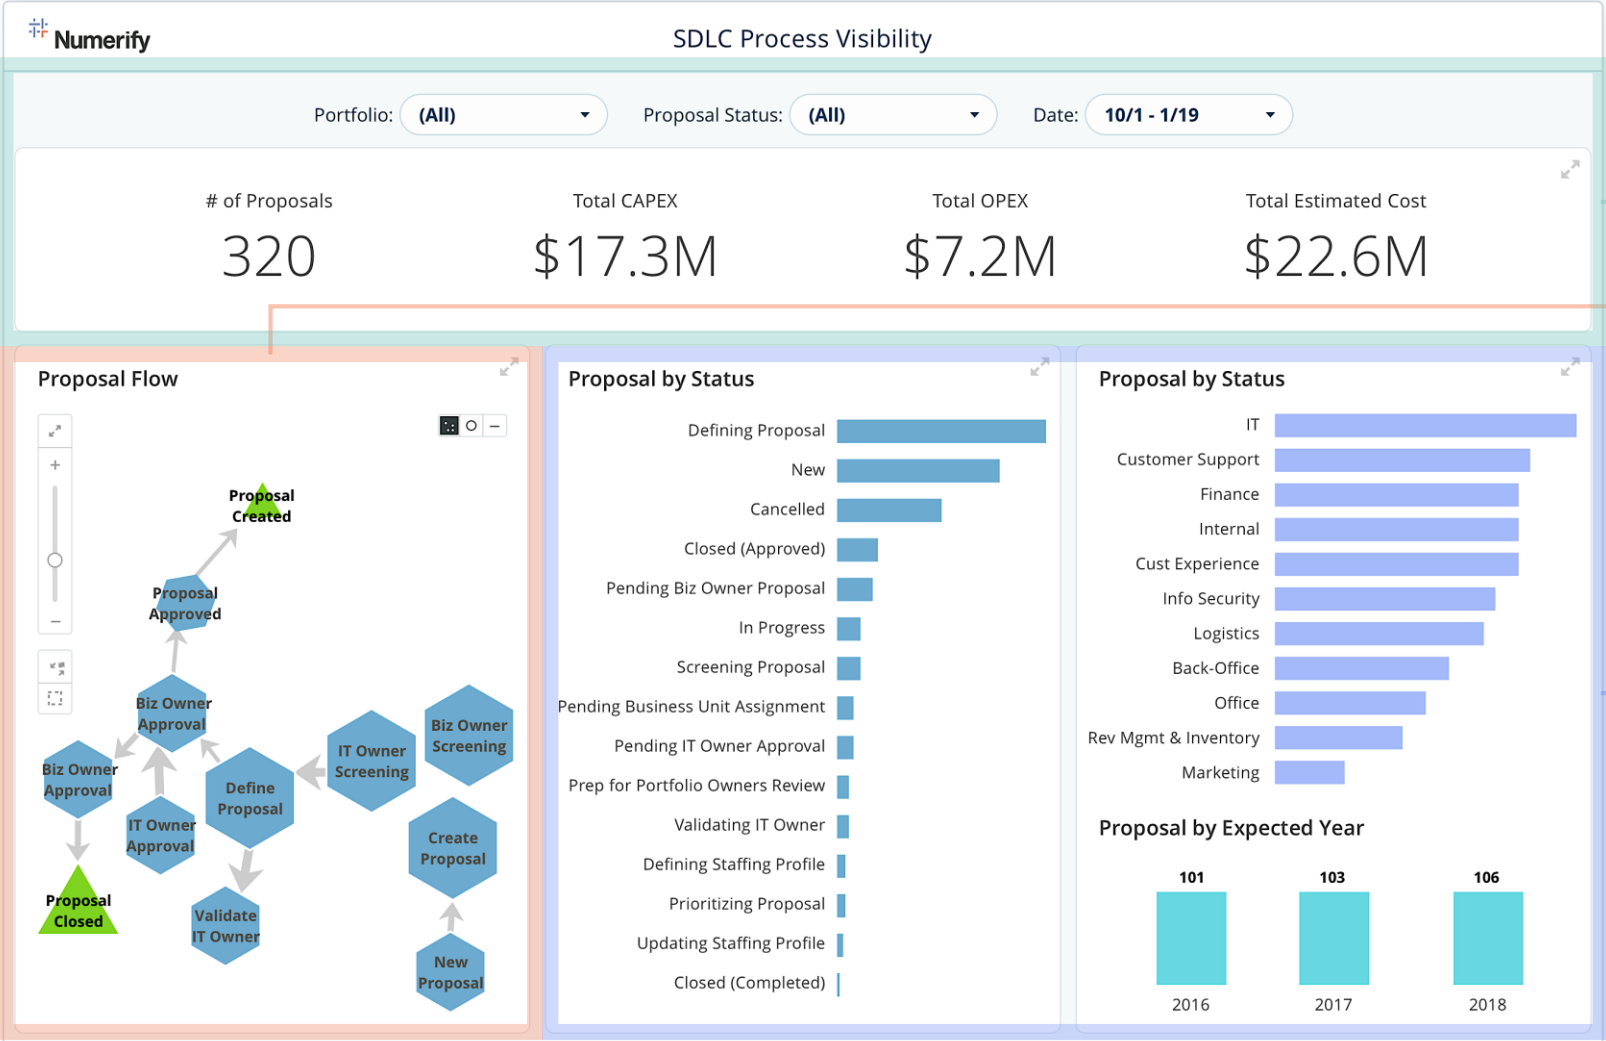 Numerify
SDLC Process Visibility
Portfolio: (All)
Proposal Status: (All)
Date: 10/1 - 1/19
# of Proposals
320
Total CAPEX
$17.3M
Total OPEX
$7.2M
Total Estimated Cost
$22.6M
Proposal Flow
Proposal
Created
Proposal
Approved
Biz Owner
Approval
Biz Owner
Approval
IT Owner
Approval
Define
Proposal
IT Owner
Screening
Biz Owner
Screening
Create
Proposal
Proposal
Closed
Validate
IT Owner
New
Proposal
Proposal by Status
Defining Proposal
New
Cancelled
Closed (Approved)
Pending Biz Owner Proposal
In Progress
Screening Proposal
Pending Business Unit Assignment
Pending IT Owner Approval
Prep for Portfolio Owners Review
Validating IT Owner
Defining Staffing Profile
Prioritizing Proposal
Updating Staffing Profile
Closed (Completed)
Proposal by Status
IT
Customer Support
Finance
Internal
Cust Experience
Info Security
Logistics
Back-Office
Office
Rev Mgmt & Inventory
Marketing
Proposal by Expected Year
101 103 106
2016 2017 2018